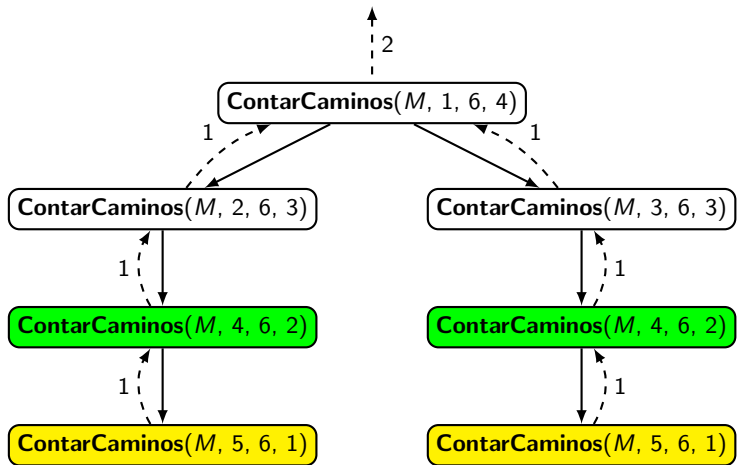 2
ContarCaminos(M, 1, 6, 4)
1 1
ContarCaminos(M, 2, 6, 3) ContarCaminos(M, 3, 6, 3)
1 1
ContarCaminos(M, 4, 6, 2) ContarCaminos(M, 4, 6, 2)
1 1
ContarCaminos(M, 5, 6, 1) ContarCaminos(M, 5, 6, 1)